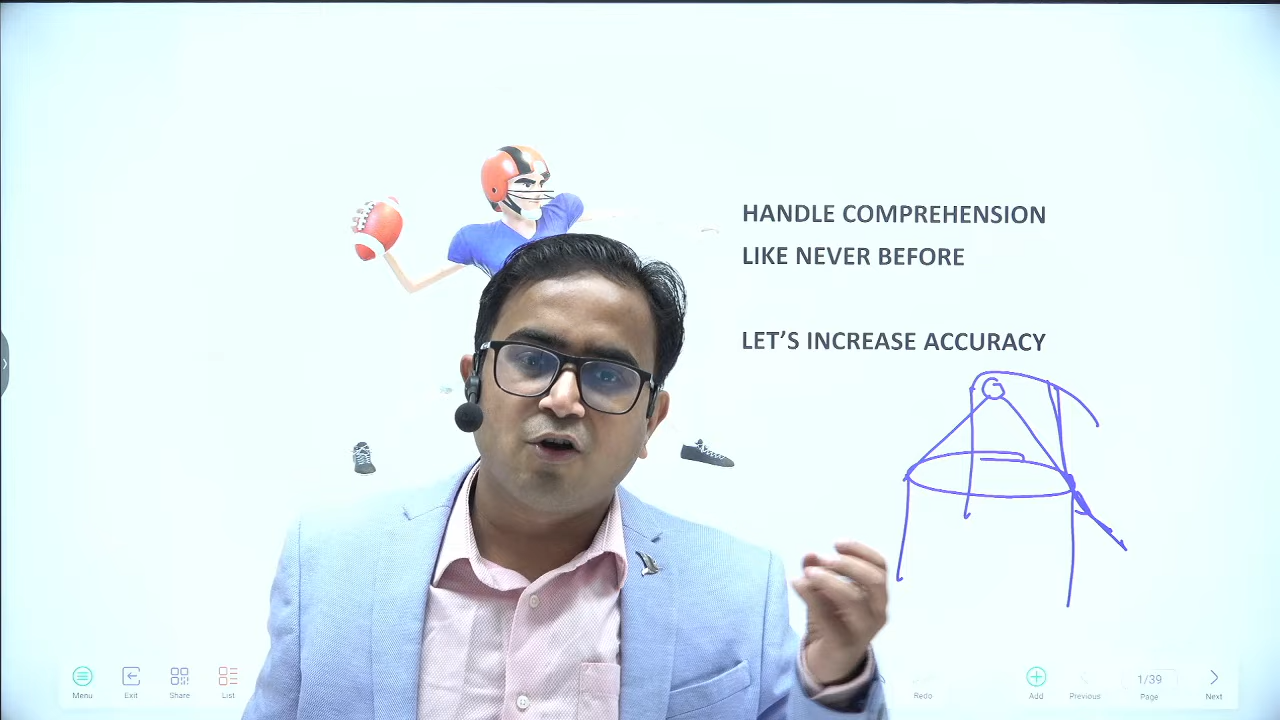 HANDLE COMPREHENSION
LIKE NEVER BEFORE
LET'S INCREASE ACCURACY
Menu
Exit
Share
List
Redo
Add
Previous
1/39
Page
Next